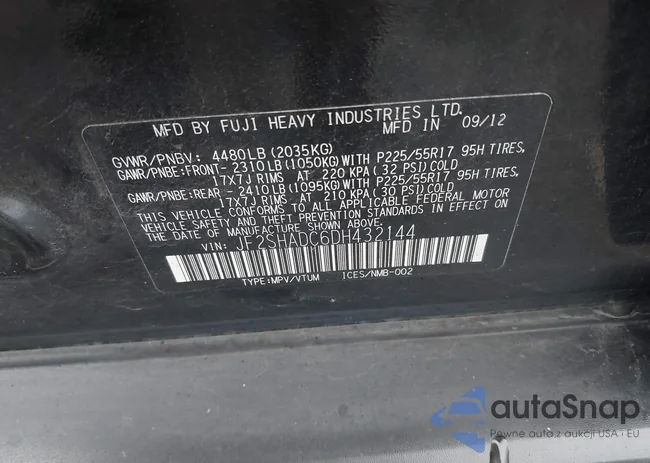 MFD BY FUJI HEAVY INDUSTRIES LTD.
MFD IN 09/12
GVWR/PNBV: 4480LB(2035KG)
GAWR/PNBE:FRONT-2310LB(1050KG)WITH P225/55R17 95H TIRES.
17X7J RIMS AT 220 KPA(32 PSI)COLD
GAWR/PNBE:REAR -2410LB(1095KG)WITH P225/55R17 95H TIRES.
17X7J RIMS AT 210 KPA(30 PSI)COLD
THIS VEHICLE CONFORMS TO ALL APPLICABLE FEDERAL MOTOR
VEHICLE SAFETY AND THEFT PREVENTION STANDARDS IN EFFECT ON
THE DATE OF MANUFACTURE SHOWN ABOVE.
VIN: JF2SHADC6DH432144
TYPE:MPV/VTUM ICES/NMB-002
autoSnap
Pewne auta z aukcji USA i EU